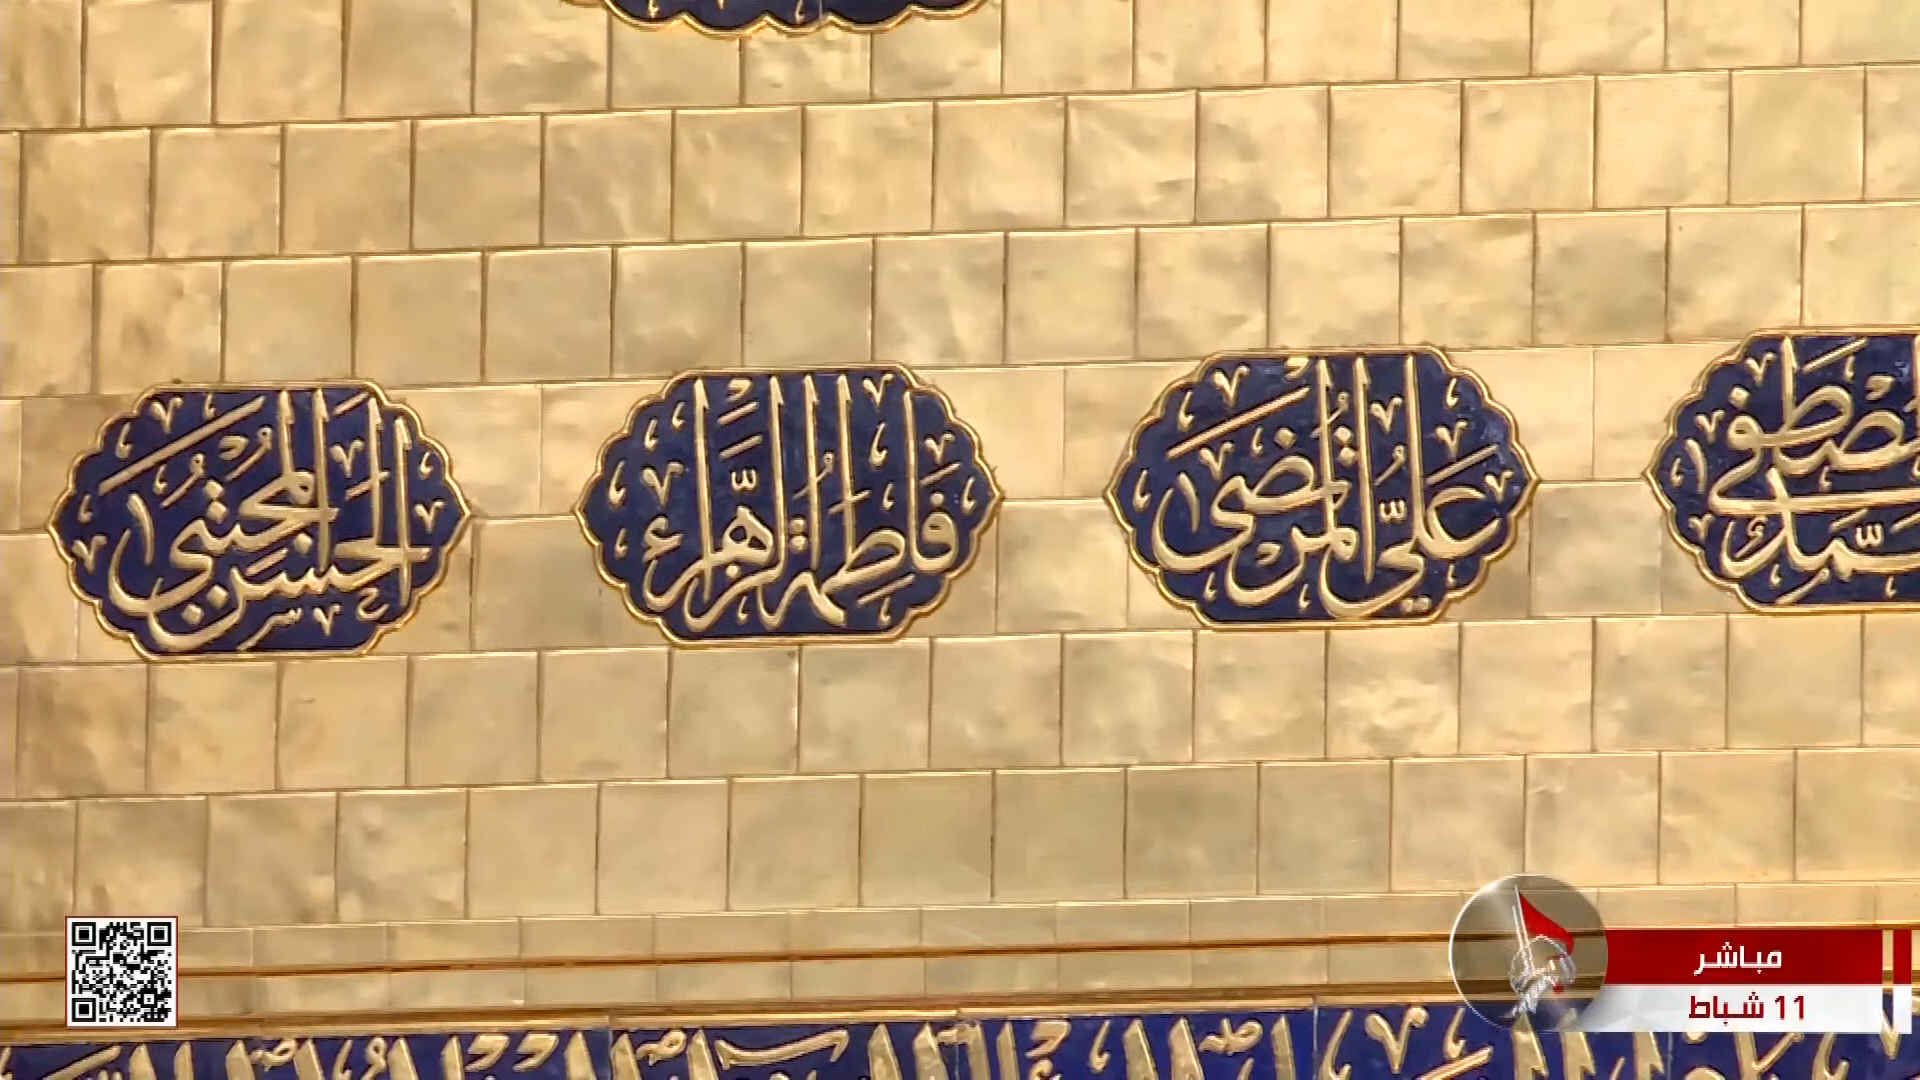 محمد المصطفى
علي المرتضى
فاطمة الزهراء
الحسن المجتبى
مباشر
11 شباط